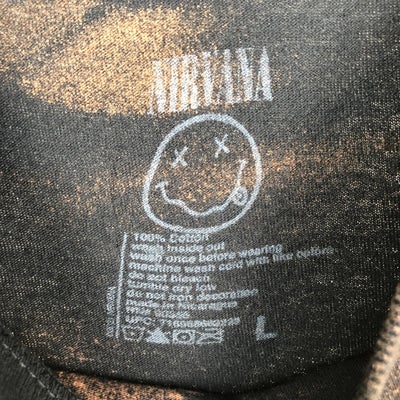 NIRVANA
100% Cotton
wash inside out
wash once before wearing
machine wash cold with like colors
do not bleach
tumble dry low
do not iron decoration
made in Nicaragua
L